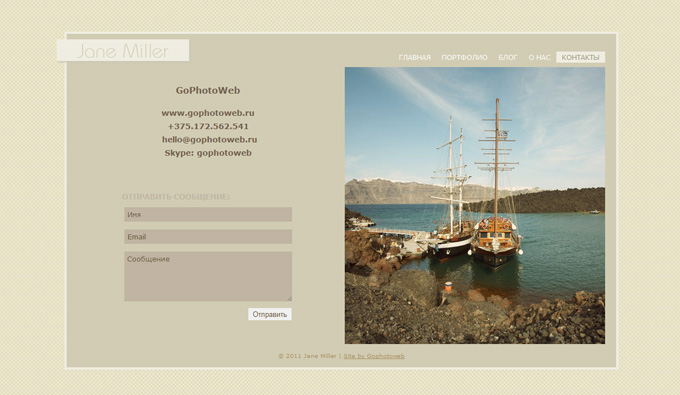 Jane Miller
ГЛАВНАЯ ПОРТФОЛИО БЛОГ О НАС КОНТАКТЫ
GoPhotoWeb
www.gophotoweb.ru
+375.172.562.541
hello@gophotoweb.ru
Skype: gophotoweb
ОТПРАВИТЬ СООБЩЕНИЕ:
Имя
Email
Сообщение
Отправить
© 2011 Jane Miller | Site by Gophotoweb